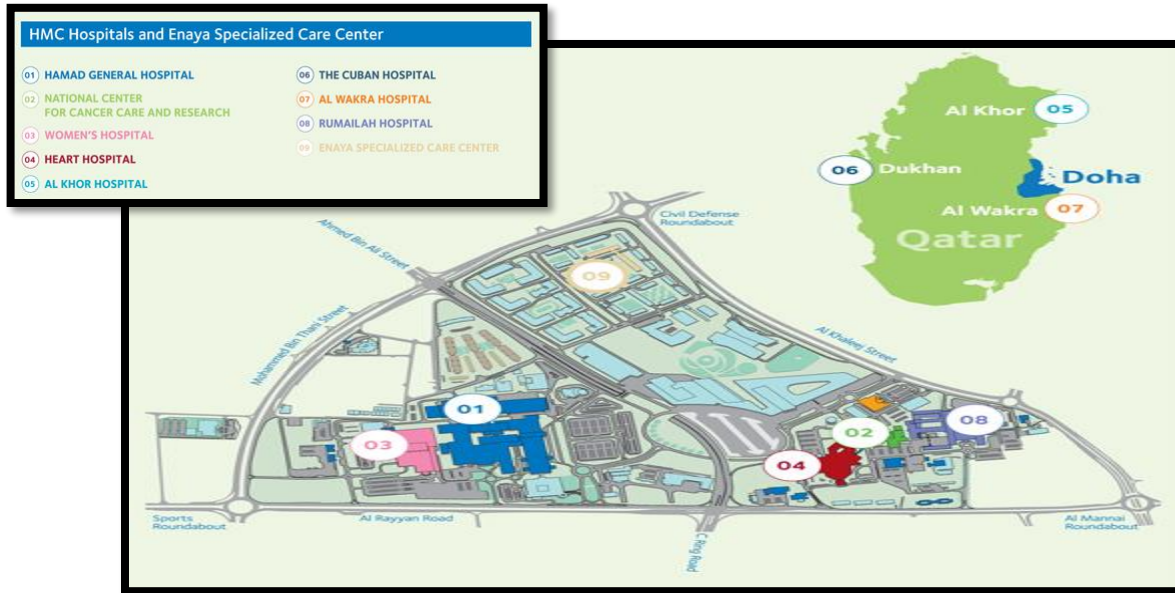 HMC Hospitals and Enaya Specialized Care Center
01 HAMAD GENERAL HOSPITAL
02 NATIONAL CENTER
FOR CANCER CARE AND RESEARCH
03 WOMEN'S HOSPITAL
04 HEART HOSPITAL
05 AL KHOR HOSPITAL
06 THE CUBAN HOSPITAL
07 AL WAKRA HOSPITAL
08 RUMAILAH HOSPITAL
09 ENAYA SPECIALIZED CARE CENTER
Al Khor 05
06 Dukhan
Doha
Al Wakra 07
Qatar
Civil Defense
Roundabout
Ahmed Bin Ali Street
09
Mohammed Bin Thani Street
Al Khaleej Street
01
03
02
08
04
Sports
Roundabout
Al Rayyan Road
C Ring Road
Al Mannai
Roundabout